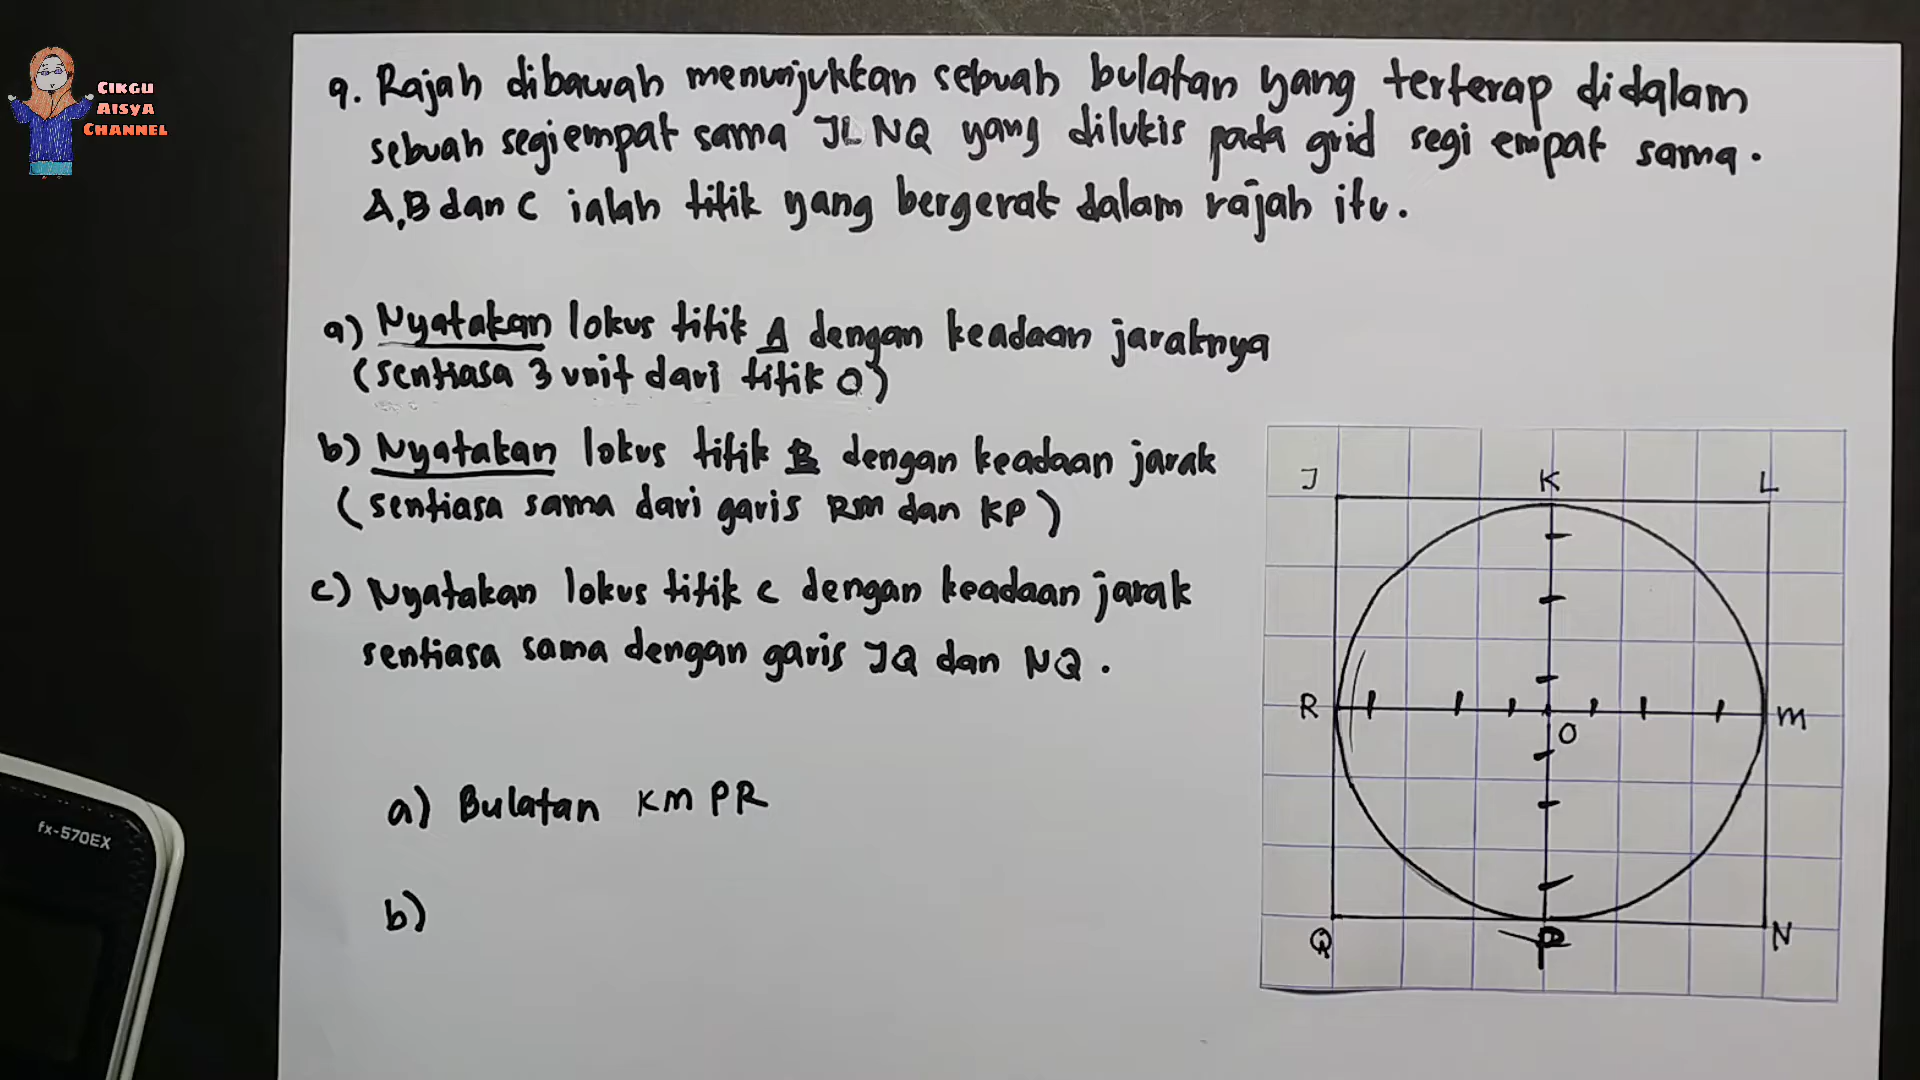 CIKGU
AISYA
CHANNEL
9. Rajah dibawah menunjukkan sebuah bulatan yang terterap didalam
sebuah segiempat sama JLNQ yang dilukis pada grid segi empat sama.
A,B dan C ialah titik yang bergerak dalam rajah itu.
a) Nyatakan lokus titik A dengan keadaan jaraknya
(sentiasa 3 unit dari titik O)
b) Nyatakan lokus titik B dengan keadaan jarak
(sentiasa sama dari garis RM dan KP)
c) Nyatakan lokus titik C dengan keadaan jarak
sentiasa sama dengan garis JQ dan NQ.
a) Bulatan KMPR
b)
J K L
R O M
Q P N
fx-570EX